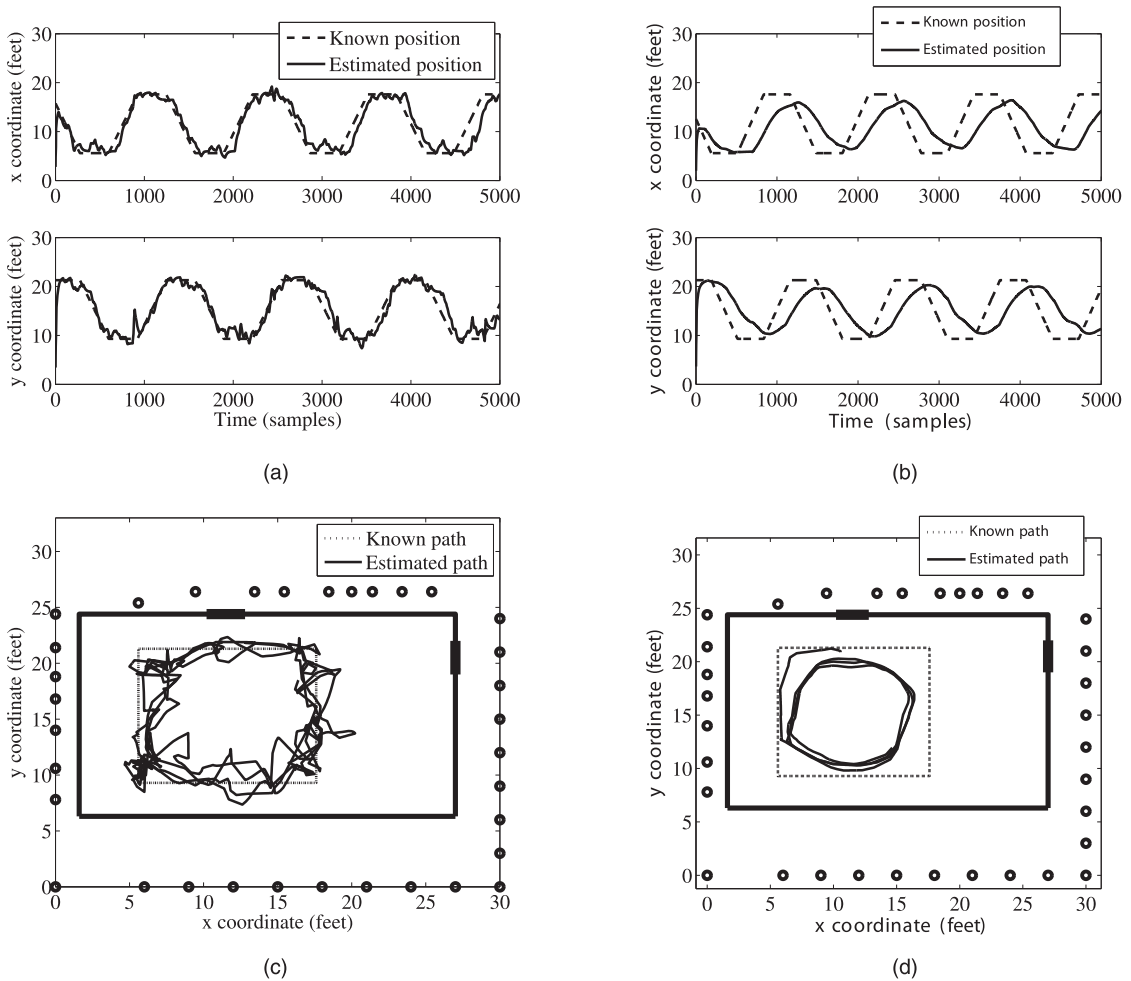 30
20
10
0
x coordinate (feet)
Known position
Estimated position
0 1000 2000 3000 4000 5000
30
20
10
0
y coordinate (feet)
0 1000 2000 3000 4000 5000
Time (samples)
(a)
30
20
10
0
x coordinate (feet)
Known position
Estimated position
0 1000 2000 3000 4000 5000
30
20
10
0
y coordinate (feet)
0 1000 2000 3000 4000 5000
Time (samples)
(b)
30
25
20
15
10
5
0
y coordinate (feet)
Known path
Estimated path
0 5 10 15 20 25 30
x coordinate (feet)
(c)
30
25
20
15
10
5
0
y coordinate (feet)
Known path
Estimated path
0 5 10 15 20 25 30
x coordinate (feet)
(d)